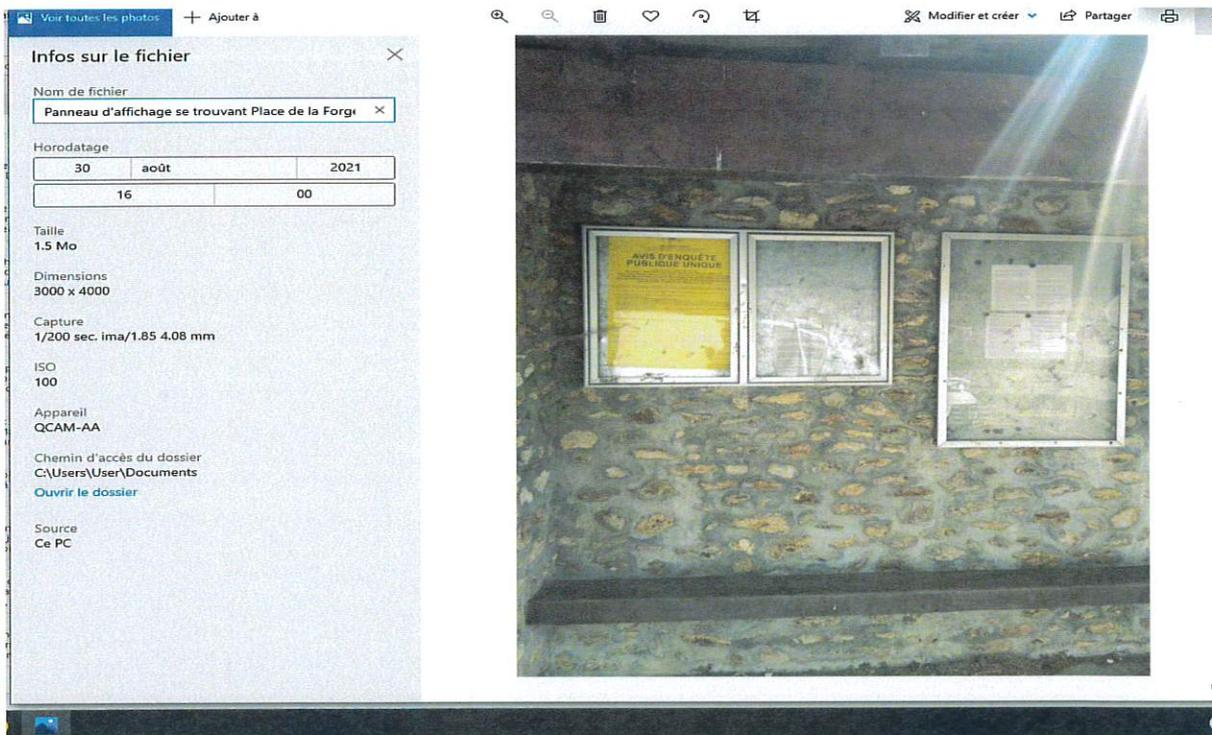 Voir toutes les photos
Ajouter à
Modifier et créer
Partager
Infos sur le fichier
Nom de fichier
Panneau d'affichage se trouvant Place de la Forge
Horodatage
30 août 2021
16 00
Taille
1.5 Mo
Dimensions
3000 x 4000
Capture
1/200 sec. ima/1.85 4.08 mm
ISO
100
Appareil
QCAM-AA
Chemin d'accès du dossier
C:\Users\User\Documents
Ouvrir le dossier
Source
Ce PC
AVIS D'ENQUÊTE
PUBLIQUE UNIQUE